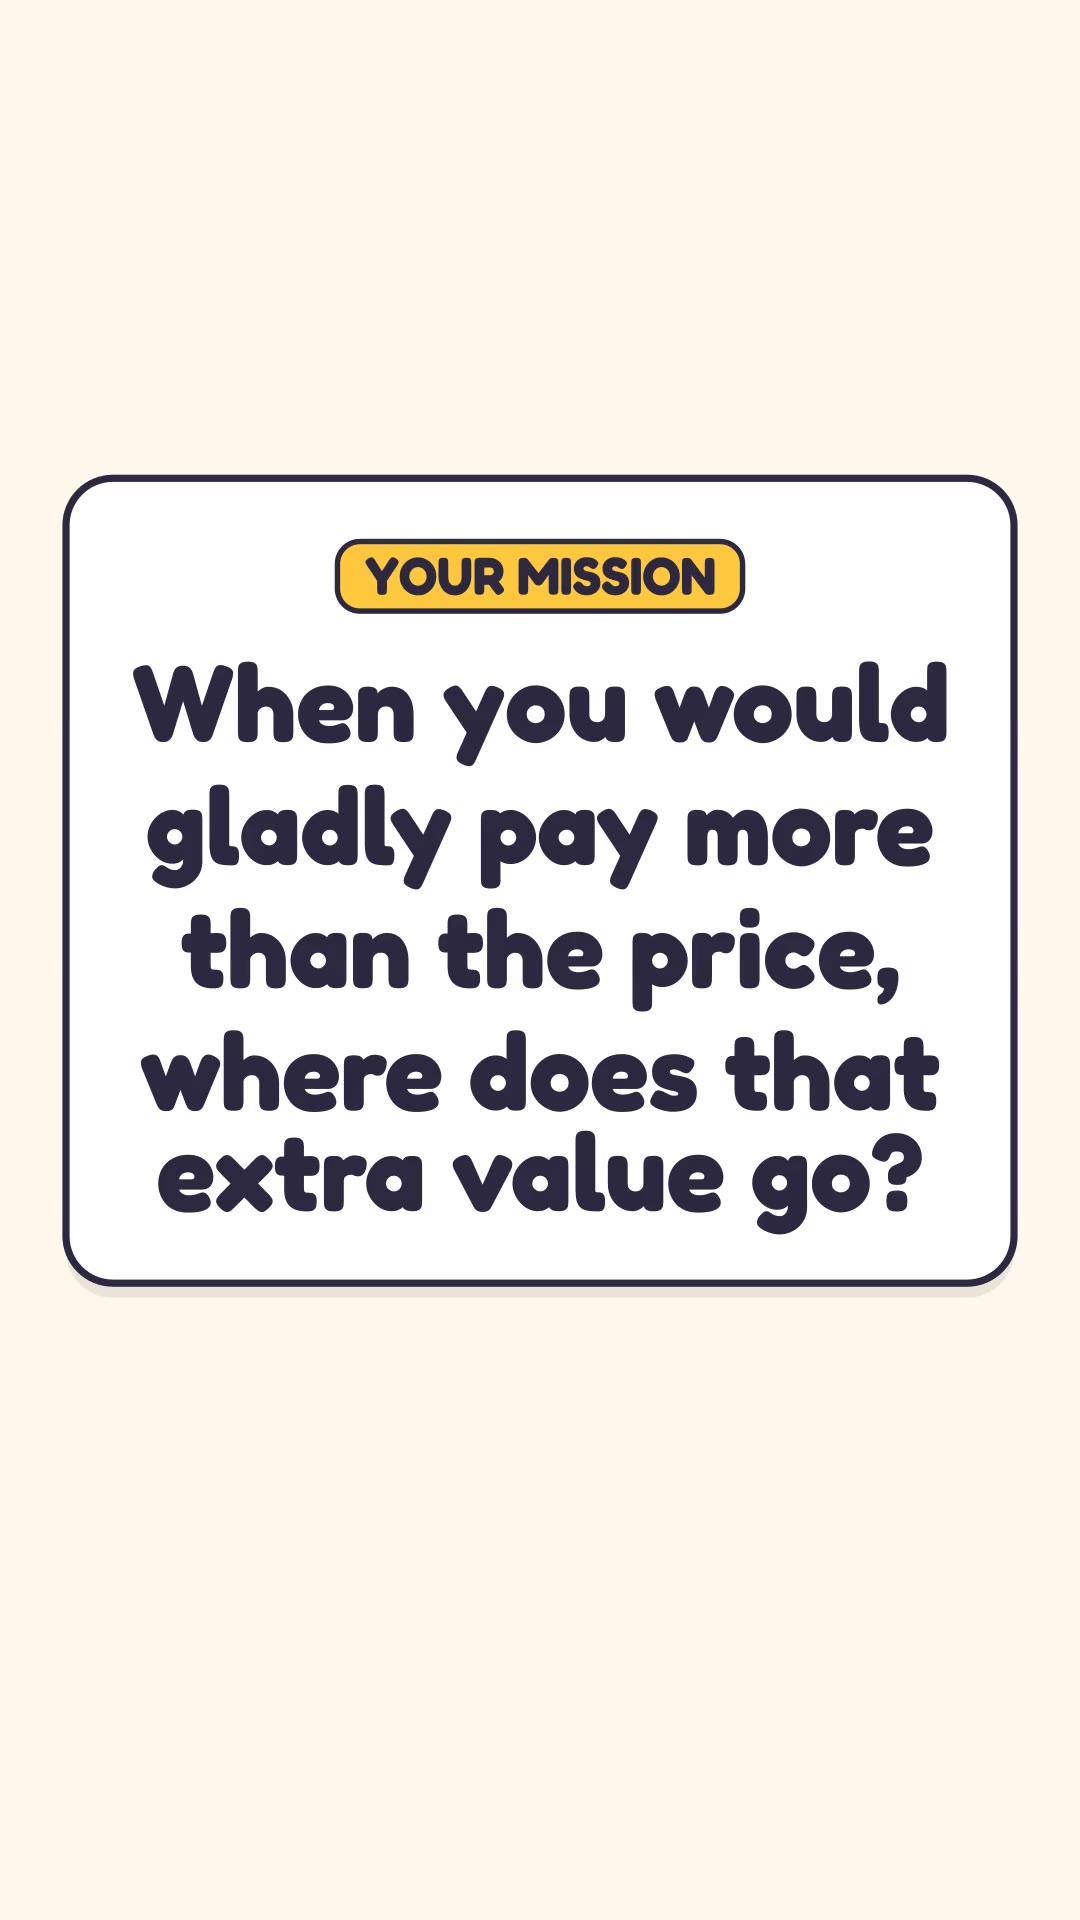 YOUR MISSION
When you would
gladly pay more
than the price,
where does that
extra value go?